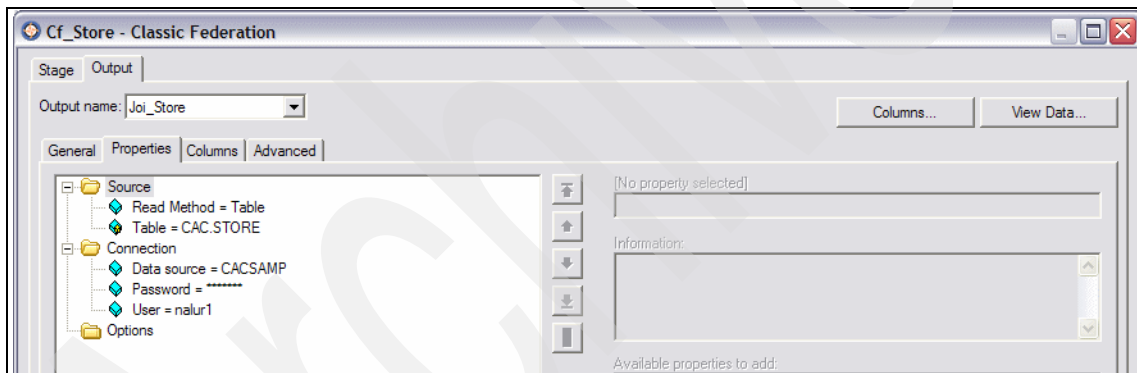 Cf_Store - Classic Federation
Stage Output
Output name: Joi_Store
Columns... View Data...
General Properties Columns Advanced
Source
Read Method = Table
Table = CAC.STORE
Connection
Data source = CACSAMP
Password = *******
User = nalur1
Options
[No property selected]
Information:
Available properties to add: